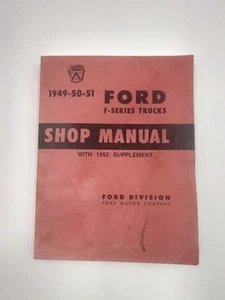 1949-50-51 FORD
F-SERIES TRUCKS
SHOP MANUAL
WITH 1952 SUPPLEMENT
FORD DIVISION
FORD MOTOR COMPANY